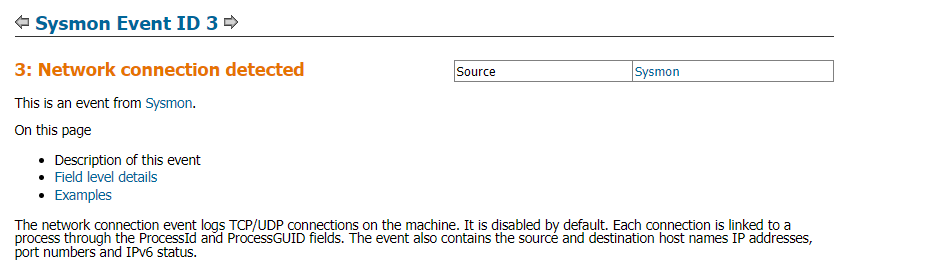 Sysmon Event ID 3
3: Network connection detected
Source Sysmon
This is an event from Sysmon.
On this page
Description of this event
Field level details
Examples
The network connection event logs TCP/UDP connections on the machine. It is disabled by default. Each connection is linked to a
process through the ProcessId and ProcessGUID fields. The event also contains the source and destination host names IP addresses,
port numbers and IPv6 status.